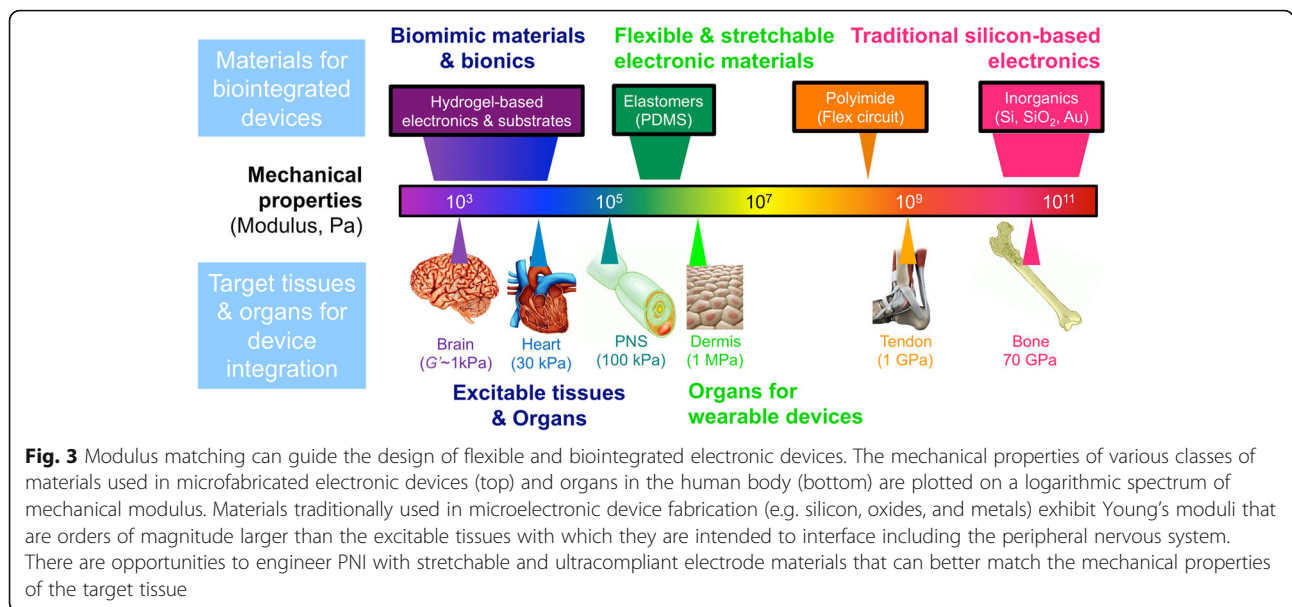 Materials for
biointegrated
devices
Biomimic materials
& bionics
Flexible & stretchable
electronic materials
Traditional silicon-based
electronics
Hydrogel-based
electronics & substrates
Elastomers
(PDMS)
Polyimide
(Flex circuit)
Inorganics
(Si, SiO₂, Au)
Mechanical
properties
(Modulus, Pa)
10³ 10⁵ 10⁷ 10⁹ 10¹¹
Target tissues
& organs for
device
integration
Brain
(G'~1kPa)
Heart
(30 kPa)
PNS
(100 kPa)
Dermis
(1 MPa)
Tendon
(1 GPa)
Bone
70 GPa
Excitable tissues
& Organs
Organs for
wearable devices
Fig. 3 Modulus matching can guide the design of flexible and biointegrated electronic devices. The mechanical properties of various classes of
materials used in microfabricated electronic devices (top) and organs in the human body (bottom) are plotted on a logarithmic spectrum of
mechanical modulus. Materials traditionally used in microelectronic device fabrication (e.g. silicon, oxides, and metals) exhibit Young's moduli that
are orders of magnitude larger than the excitable tissues with which they are intended to interface including the peripheral nervous system.
There are opportunities to engineer PNI with stretchable and ultracompliant electrode materials that can better match the mechanical properties
of the target tissue